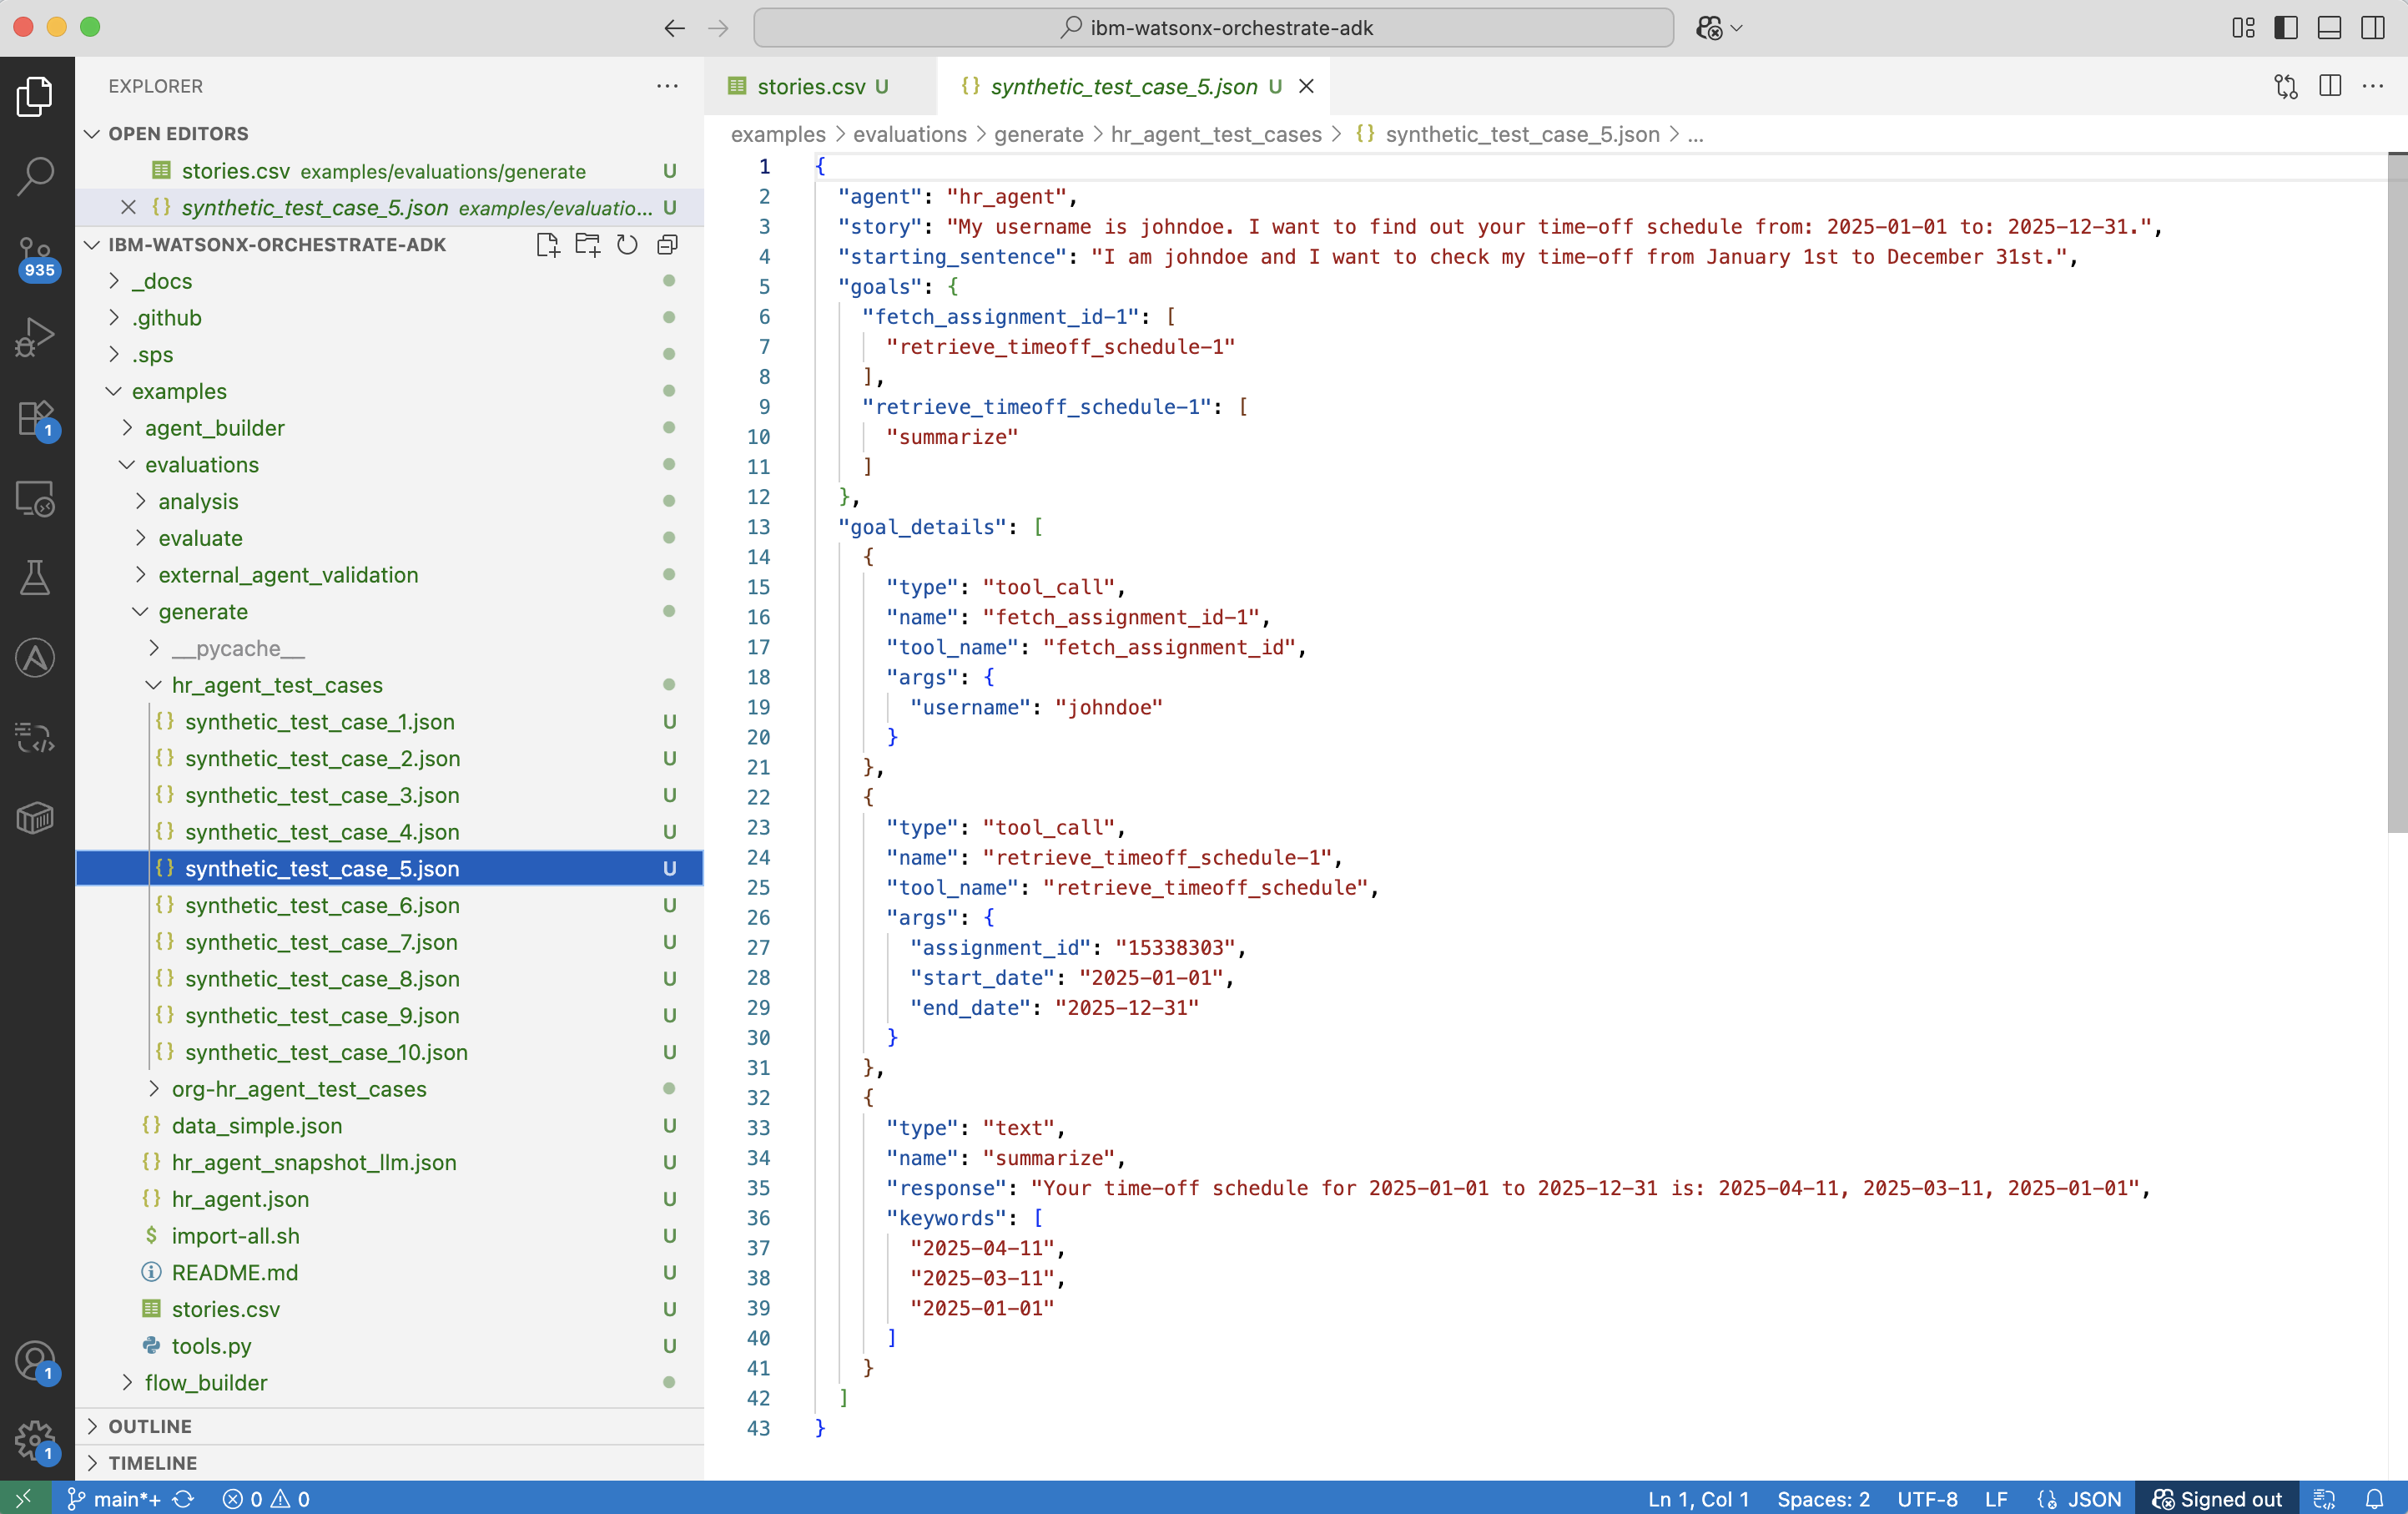 ibm-watsonx-orchestrate-adk
EXPLORER
OPEN EDITORS
stories.csv examples/evaluations/generate U
synthetic_test_case_5.json examples/evaluatio... U
IBM-WATSONX-ORCHESTRATE-ADK
_docs
.github
.sps
examples
agent_builder
evaluations
analysis
evaluate
external_agent_validation
generate
__pycache__
hr_agent_test_cases
synthetic_test_case_1.json U
synthetic_test_case_2.json U
synthetic_test_case_3.json U
synthetic_test_case_4.json U
synthetic_test_case_5.json U
synthetic_test_case_6.json U
synthetic_test_case_7.json U
synthetic_test_case_8.json U
synthetic_test_case_9.json U
synthetic_test_case_10.json U
org-hr_agent_test_cases
data_simple.json U
hr_agent_snapshot_llm.json U
hr_agent.json U
import-all.sh U
README.md U
stories.csv U
tools.py U
flow_builder
OUTLINE
TIMELINE
935
1
1
1
stories.csv U
synthetic_test_case_5.json U
examples > evaluations > generate > hr_agent_test_cases > {} synthetic_test_case_5.json > ...
1 {
2 "agent": "hr_agent",
3 "story": "My username is johndoe. I want to find out your time-off schedule from: 2025-01-01 to: 2025-12-31.",
4 "starting_sentence": "I am johndoe and I want to check my time-off from January 1st to December 31st.",
5 "goals": {
6 "fetch_assignment_id-1": [
7 "retrieve_timeoff_schedule-1"
8 ],
9 "retrieve_timeoff_schedule-1": [
10 "summarize"
11 ]
12 },
13 "goal_details": [
14 {
15 "type": "tool_call",
16 "name": "fetch_assignment_id-1",
17 "tool_name": "fetch_assignment_id",
18 "args": {
19 "username": "johndoe"
20 }
21 },
22 {
23 "type": "tool_call",
24 "name": "retrieve_timeoff_schedule-1",
25 "tool_name": "retrieve_timeoff_schedule",
26 "args": {
27 "assignment_id": "15338303",
28 "start_date": "2025-01-01",
29 "end_date": "2025-12-31"
30 }
31 },
32 {
33 "type": "text",
34 "name": "summarize",
35 "response": "Your time-off schedule for 2025-01-01 to 2025-12-31 is: 2025-04-11, 2025-03-11, 2025-01-01",
36 "keywords": [
37 "2025-04-11",
38 "2025-03-11",
39 "2025-01-01"
40 ]
41 }
42 ]
43 }
main*+ 0 0 Ln 1, Col 1 Spaces: 2 UTF-8 LF JSON Signed out